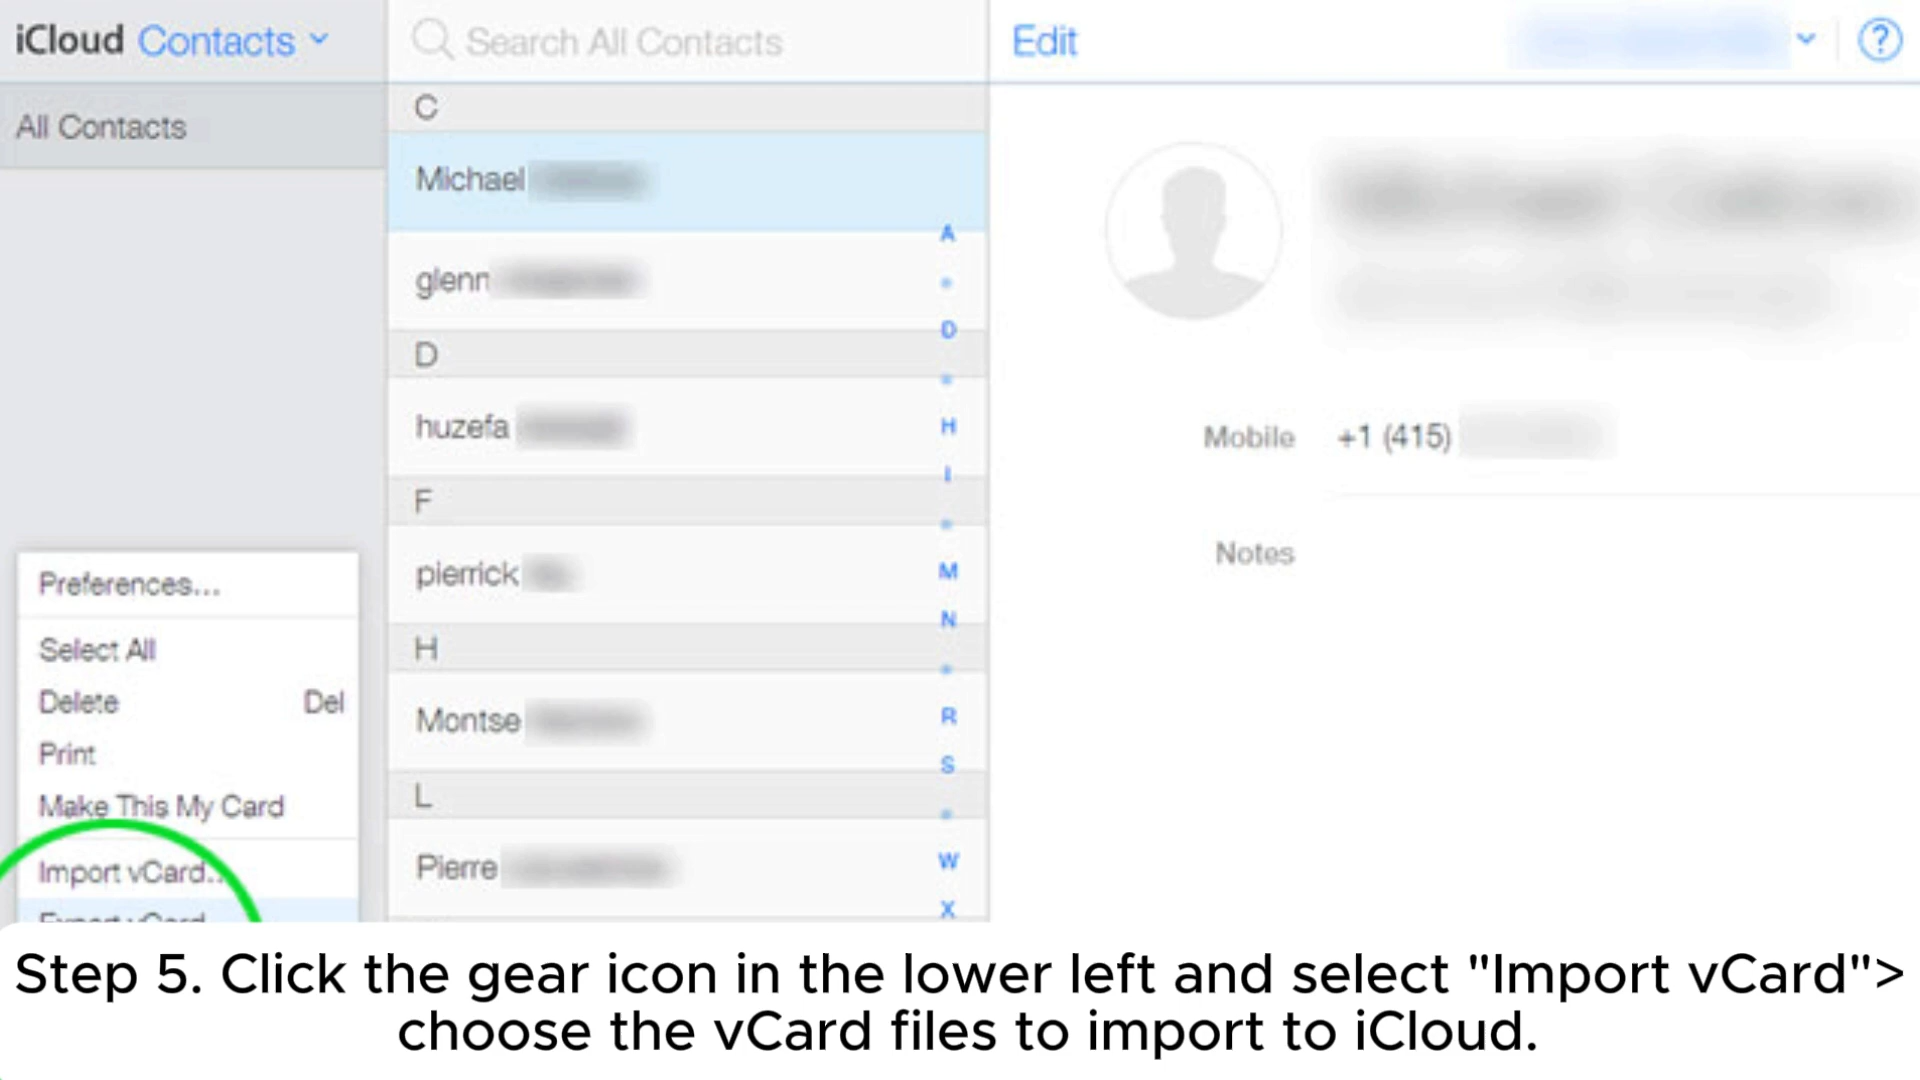 iCloud Contacts
Search All Contacts
Edit
?
All Contacts
C
Michael
glenn
D
huzefa
F
pierrick
H
Montse
L
Pierre
A
D
H
I
M
N
R
S
W
X
Mobile +1 (415)
Notes
Preferences...
Select All
Delete Del
Print
Make This My Card
Import vCard...
Export vCard
Step 5. Click the gear icon in the lower left and select "Import vCard">
choose the vCard files to import to iCloud.